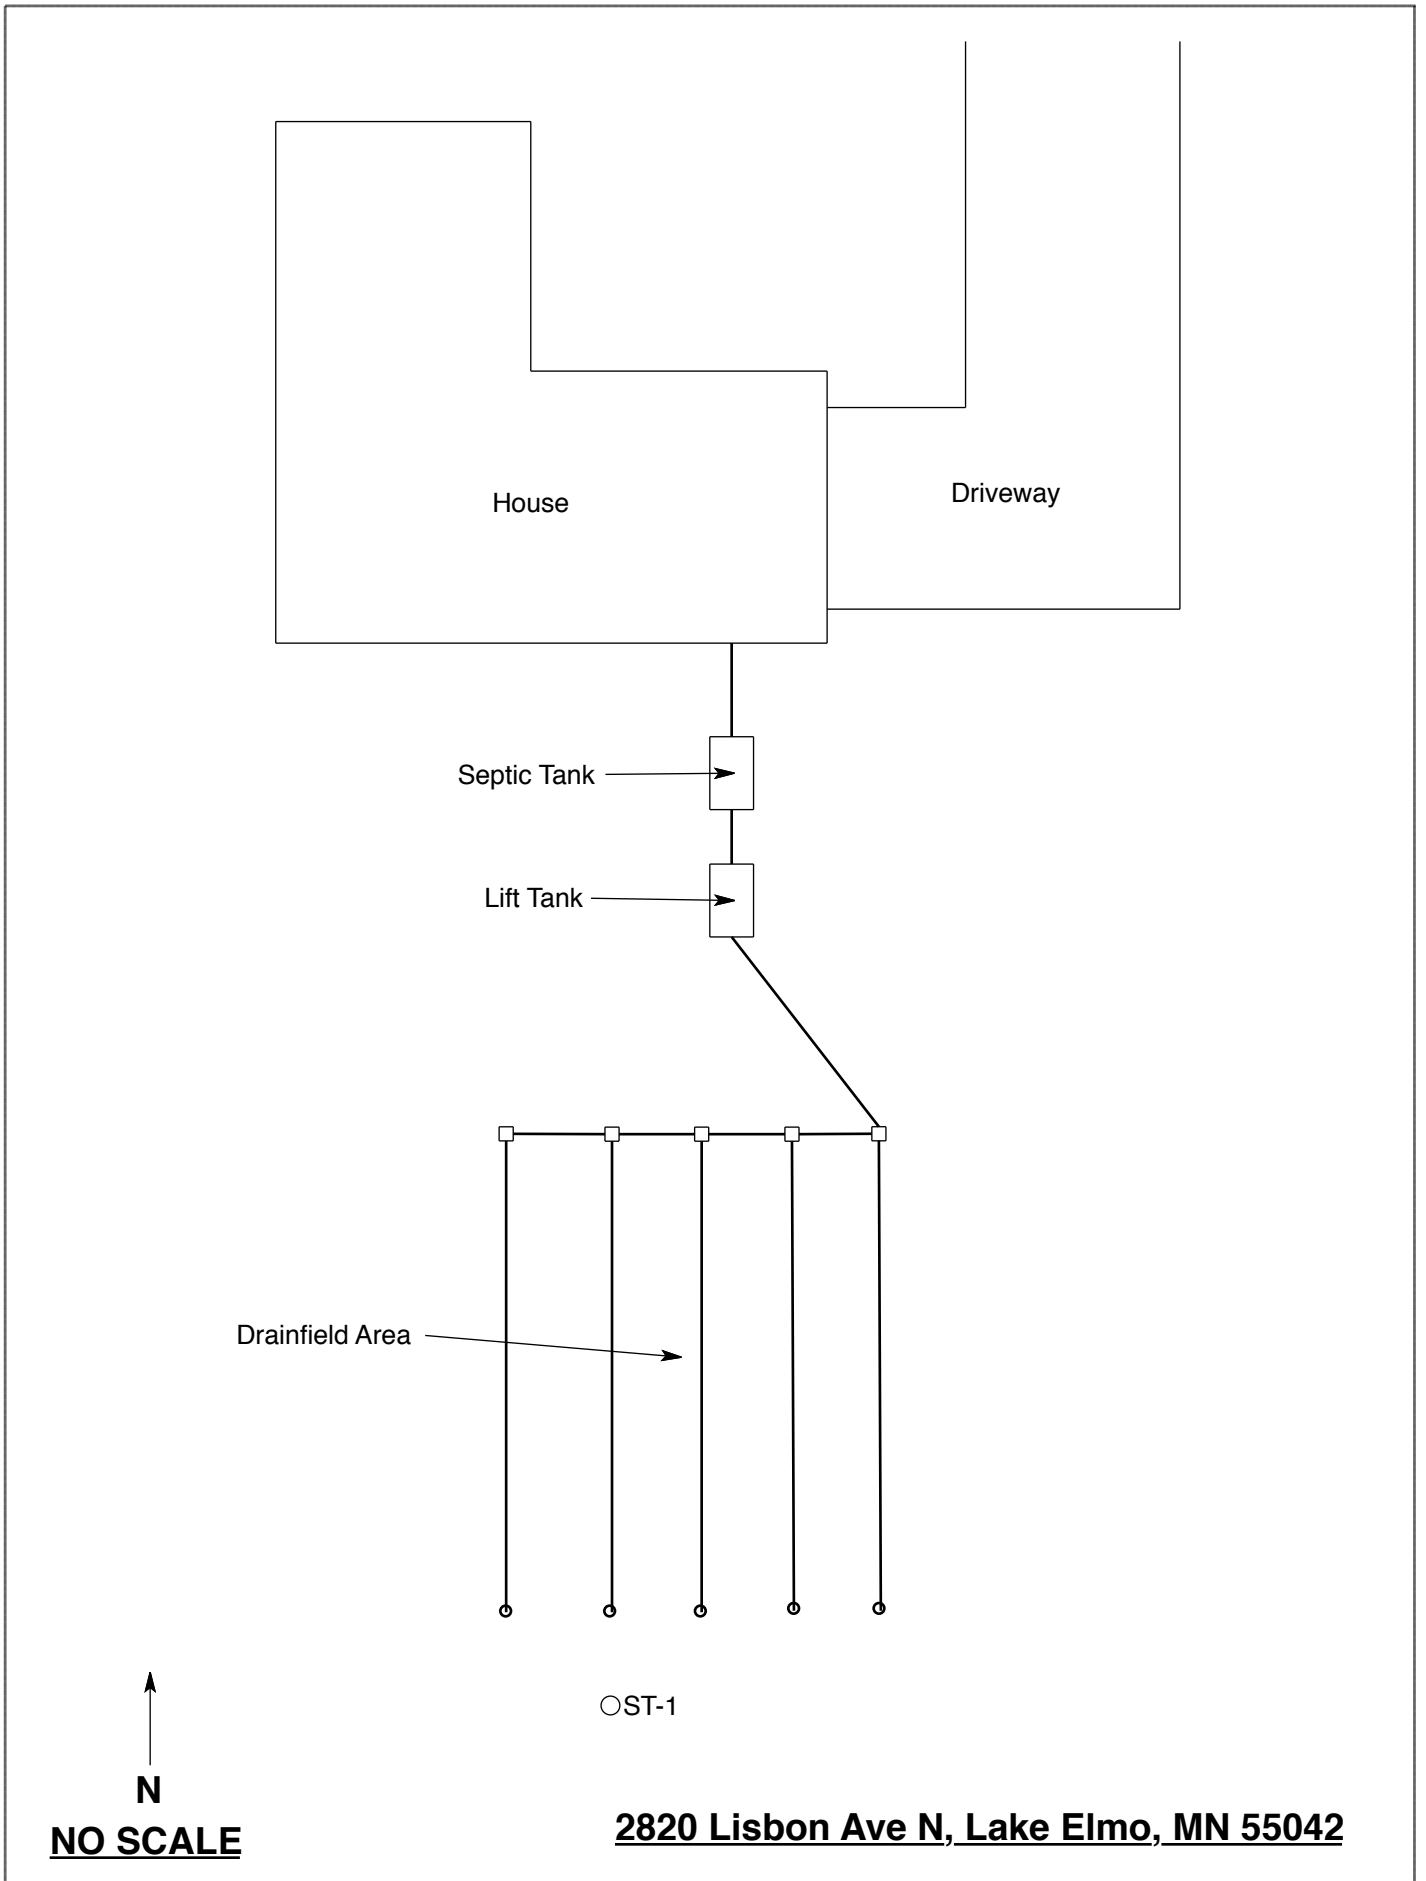 House
Driveway
Septic Tank
Lift Tank
Drainfield Area
ST-1
N
NO SCALE
2820 Lisbon Ave N, Lake Elmo, MN 55042